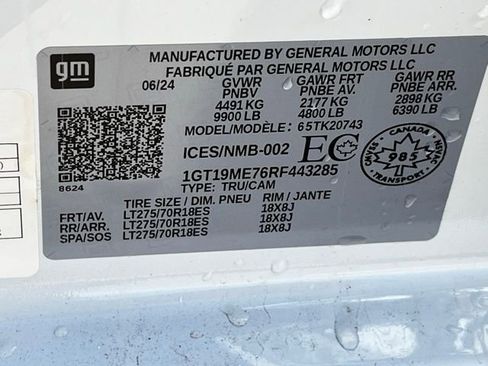 gm
MANUFACTURED BY GENERAL MOTORS LLC
FABRIQUÉ PAR GENERAL MOTORS LLC
06/24 GVWR GAWR FRT GAWR RR
PNBV PNBE AV. PNBE ARR.
4491 KG 2177 KG 2898 KG
9900 LB 4800 LB 6390 LB
MODEL/MODÈLE: 65TK20743
ICES/NMB-002 EC
CANADA
985
TRANSPORT
8624
1GT19ME76RF443285
TYPE: TRU/CAM
TIRE SIZE / DIM. PNEU RIM / JANTE
FRT/AV. LT275/70R18ES 18X8J
RR/ARR. LT275/70R18ES 18X8J
SPA/SOS LT275/70R18ES 18X8J